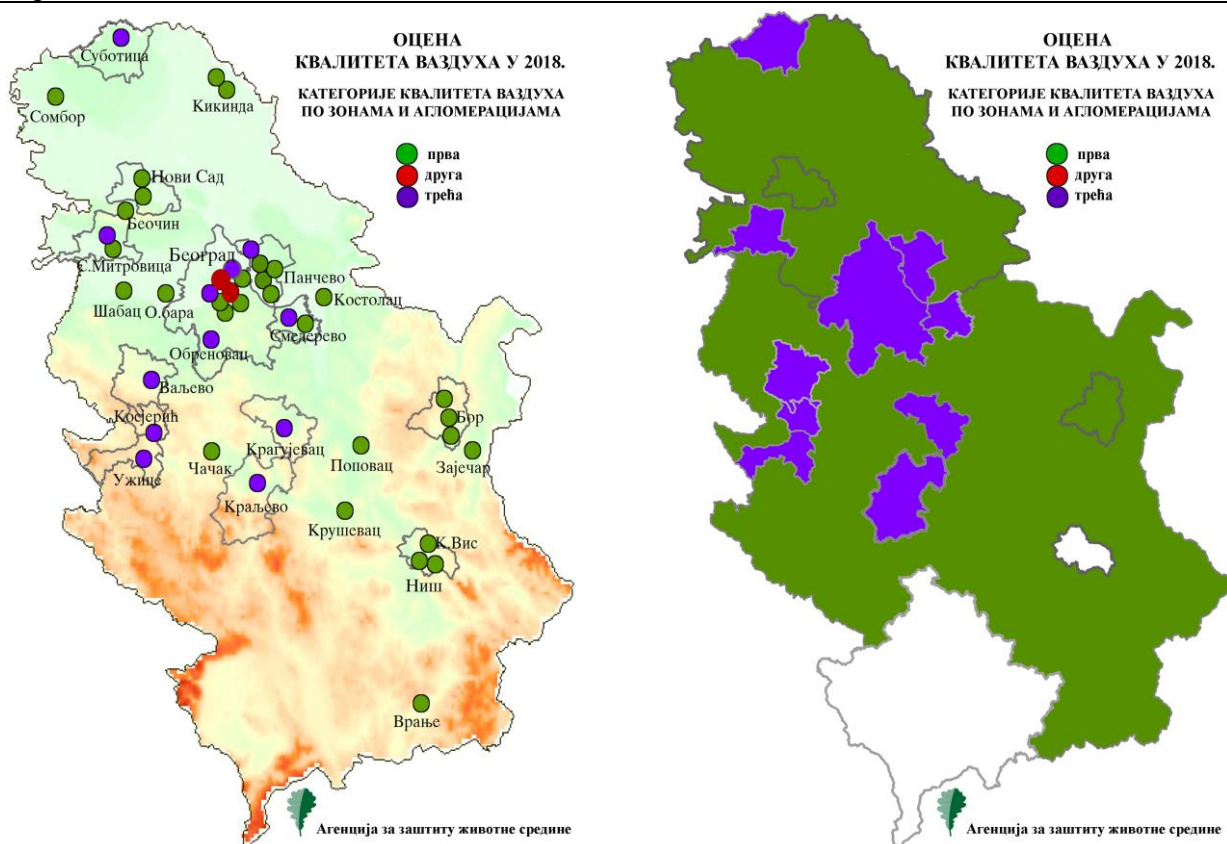 ОЦЕНА
КВАЛИТЕТА ВАЗДУХА У 2018.
КАТЕГОРИЈЕ КВАЛИТЕТА ВАЗДУХА
ПО ЗОНАМА И АГЛОМЕРАЦИЈАМА
прва
друга
трећа
Суботица
Сомбор
Кикинда
Нови Сад
Беочин
С.Митровица
Београд
Панчево
Шабац
О.бара
Костолац
Смедерево
Обреновац
Ваљево
Косјерић
Ужице
Чачак
Крагујевац
Краљево
Поповац
Бор
Зајечар
Крушевац
К.Вис
Ниш
Врање
Агенција за заштиту животне средине
ОЦЕНА
КВАЛИТЕТА ВАЗДУХА У 2018.
КАТЕГОРИЈЕ КВАЛИТЕТА ВАЗДУХА
ПО ЗОНАМА И АГЛОМЕРАЦИЈАМА
прва
друга
трећа
Агенција за заштиту животне средине